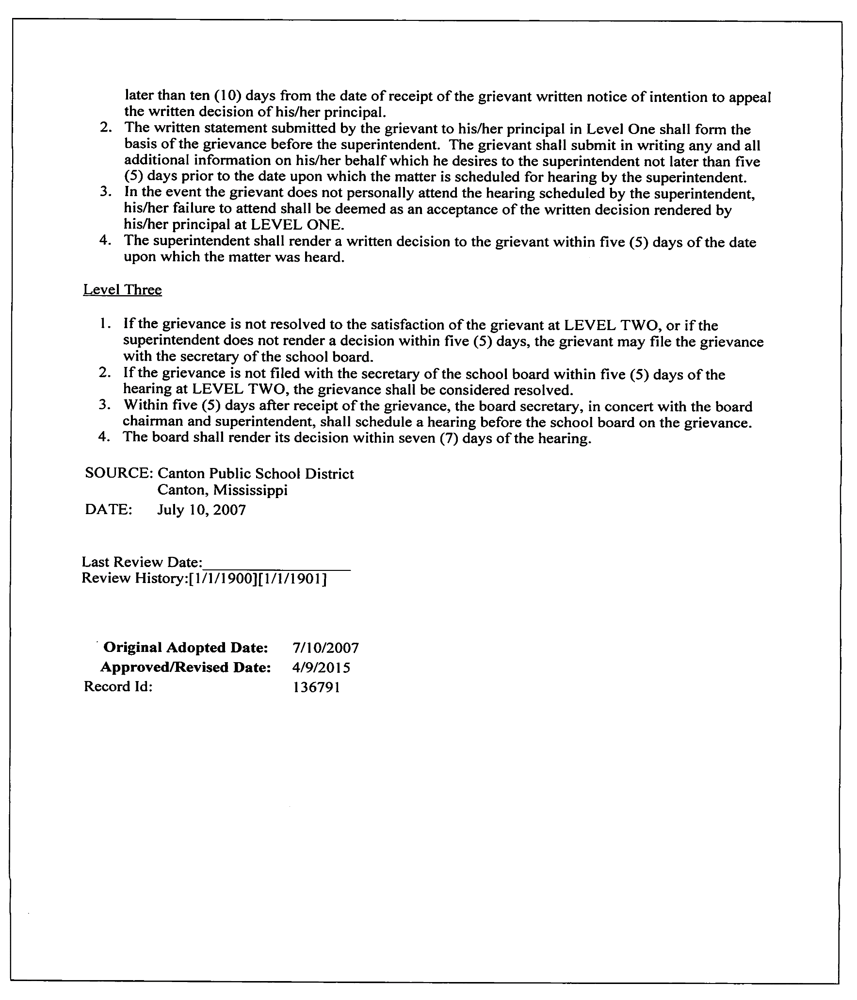 later than ten (10) days from the date of receipt of the grievant written notice of intention to appeal
the written decision of his/her principal.
2. The written statement submitted by the grievant to his/her principal in Level One shall form the
basis of the grievance before the superintendent. The grievant shall submit in writing any and all
additional information on his/her behalf which he desires to the superintendent not later than five
(5) days prior to the date upon which the matter is scheduled for hearing by the superintendent.
3. In the event the grievant does not personally attend the hearing scheduled by the superintendent,
his/her failure to attend shall be deemed as an acceptance of the written decision rendered by
his/her principal at LEVEL ONE.
4. The superintendent shall render a written decision to the grievant within five (5) days of the date
upon which the matter was heard.
Level Three
1. If the grievance is not resolved to the satisfaction of the grievant at LEVEL TWO, or if the
superintendent does not render a decision within five (5) days, the grievant may file the grievance
with the secretary of the school board.
2. If the grievance is not filed with the secretary of the school board within five (5) days of the
hearing at LEVEL TWO, the grievance shall be considered resolved.
3. Within five (5) days after receipt of the grievance, the board secretary, in concert with the board
chairman and superintendent, shall schedule a hearing before the school board on the grievance.
4. The board shall render its decision within seven (7) days of the hearing.
SOURCE: Canton Public School District
Canton, Mississippi
DATE: July 10, 2007
Last Review Date:____________________
Review History:[1/1/1900][1/1/1901]
Original Adopted Date: 7/10/2007
Approved/Revised Date: 4/9/2015
Record Id: 136791